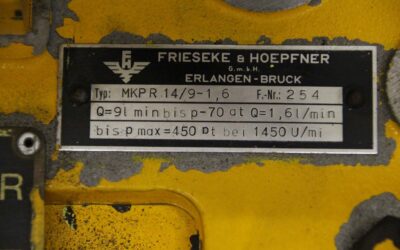 FRIESEKE & HOEPFNER
G.m.b.H.
ERLANGEN-BRUCK
Typ: MKPR 14/9-1,6 F.-Nr.: 254
Q=9l min bis p-70 at Q=1,6l/min
bis p max=450 pt bei 1450 U/mi
R